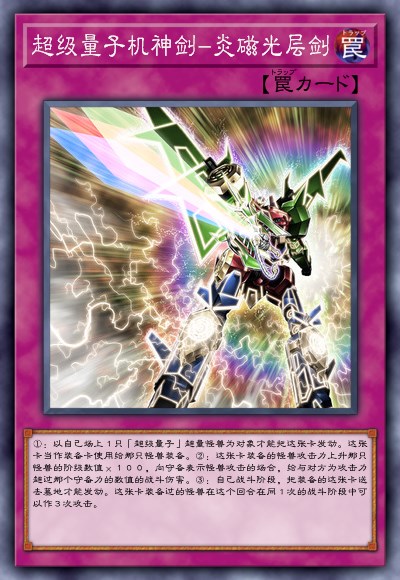 超级量子机神剑-炎磁光层剑
罠
トラップ
【罠カード】
トラップ
①：以自己场上1只「超级量子」超量怪兽为对象才能把这张卡发动。这张
卡当作装备卡使用给那只怪兽装备。②：这张卡装备的怪兽攻击力上升那只
怪兽的阶级数值×100，向守备表示怪兽攻击的场合，给与对方为攻击力
超过那个守备力的数值的战斗伤害。③：自己战斗阶段，把装备的这张卡送
去墓地才能发动。这张卡装备过的怪兽在这个回合在同1次的战斗阶段中可
以作3次攻击。